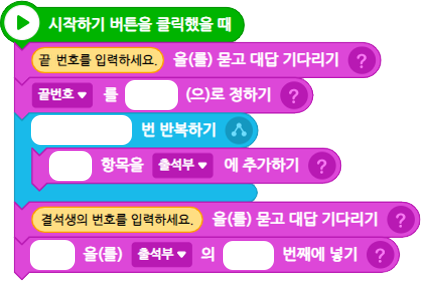 시작하기 버튼을 클릭했을 때
끝 번호를 입력하세요. 을(를) 묻고 대답 기다리기 ?
끝번호 ▼ 를 (으)로 정하기 ?
번 반복하기
항목을 출석부 ▼ 에 추가하기 ?
결석생의 번호를 입력하세요. 을(를) 묻고 대답 기다리기 ?
올(를) 출석부 ▼ 의 번째에 넣기 ?